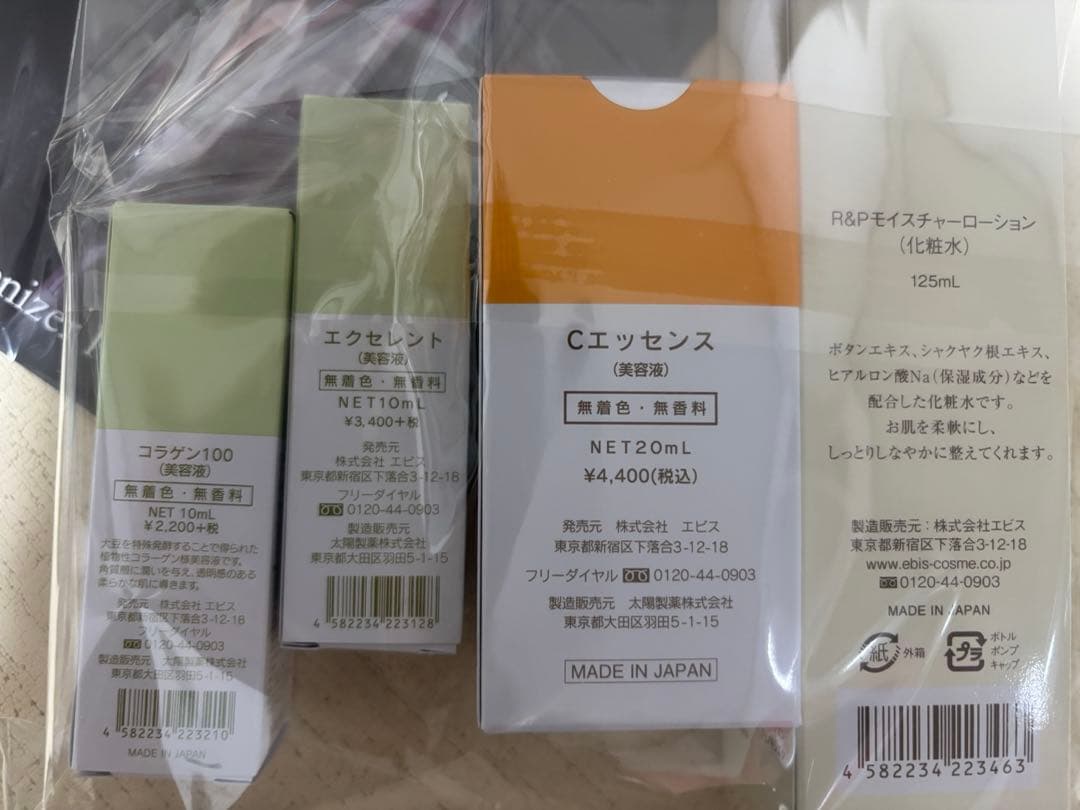 nize
コラゲン100
(美容液)
無着色・無香料
NET 10mL
¥2,200+税
大豆を特殊発酵することで得られた
植物性コラーゲン様美容液です。
角質層に潤いを与え、透明感のある
柔らかな肌に導きます。
発売元 株式会社 エビス
東京都新宿区下落合3-12-18
フリーダイヤル
0120-44-0903
製造販売元 太陽製薬株式会社
東京都大田区羽田5-1-15
4 582234 223210
MADE IN JAPAN
エクセレント
(美容液)
無着色・無香料
NET10mL
¥3,400+税
発売元
株式会社 エビス
東京都新宿区下落合3-12-18
フリーダイヤル
0120-44-0903
製造販売元
太陽製薬株式会社
東京都大田区羽田5-1-15
4 582234 223128
Cエッセンス
(美容液)
無着色・無香料
NET20mL
¥4,400(税込)
発売元 株式会社 エビス
東京都新宿区下落合3-12-18
フリーダイヤル 0120-44-0903
製造販売元 太陽製薬株式会社
東京都大田区羽田5-1-15
MADE IN JAPAN
R&Pモイスチャーローション
(化粧水)
125mL
ボタンエキス、シャクヤク根エキス、
ヒアルロン酸Na(保湿成分)などを
配合した化粧水です。
お肌を柔軟にし、
しっとりしなやかに整えてくれます。
製造販売元:株式会社エビス
東京都新宿区下落合3-12-18
www.ebis-cosme.co.jp
0120-44-0903
MADE IN JAPAN
紙 外箱
プラ ボトル
ポンプ
キャップ
4 582234 223463